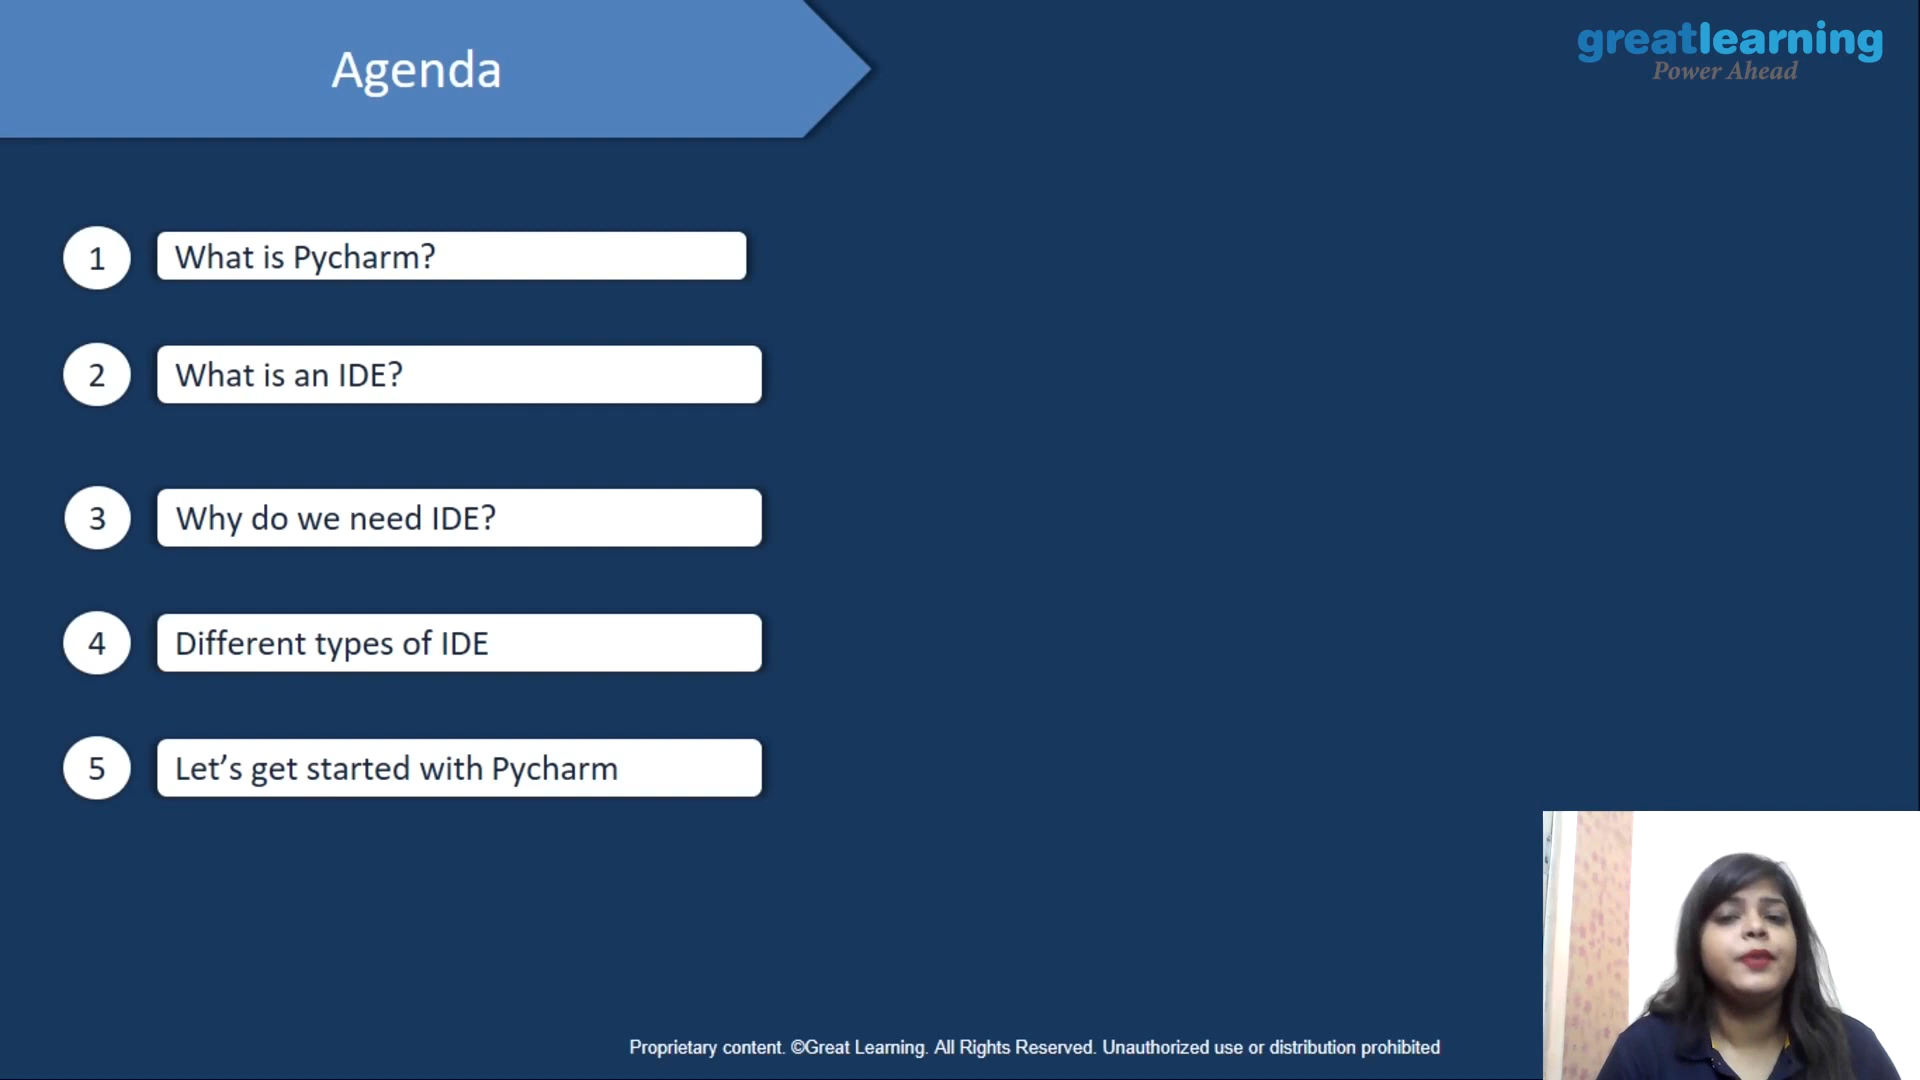 Agenda
greatlearning
Power Ahead
1
What is Pycharm?
2
What is an IDE?
3
Why do we need IDE?
4
Different types of IDE
5
Let’s get started with Pycharm
Proprietary content. ©Great Learning. All Rights Reserved. Unauthorized use or distribution prohibited